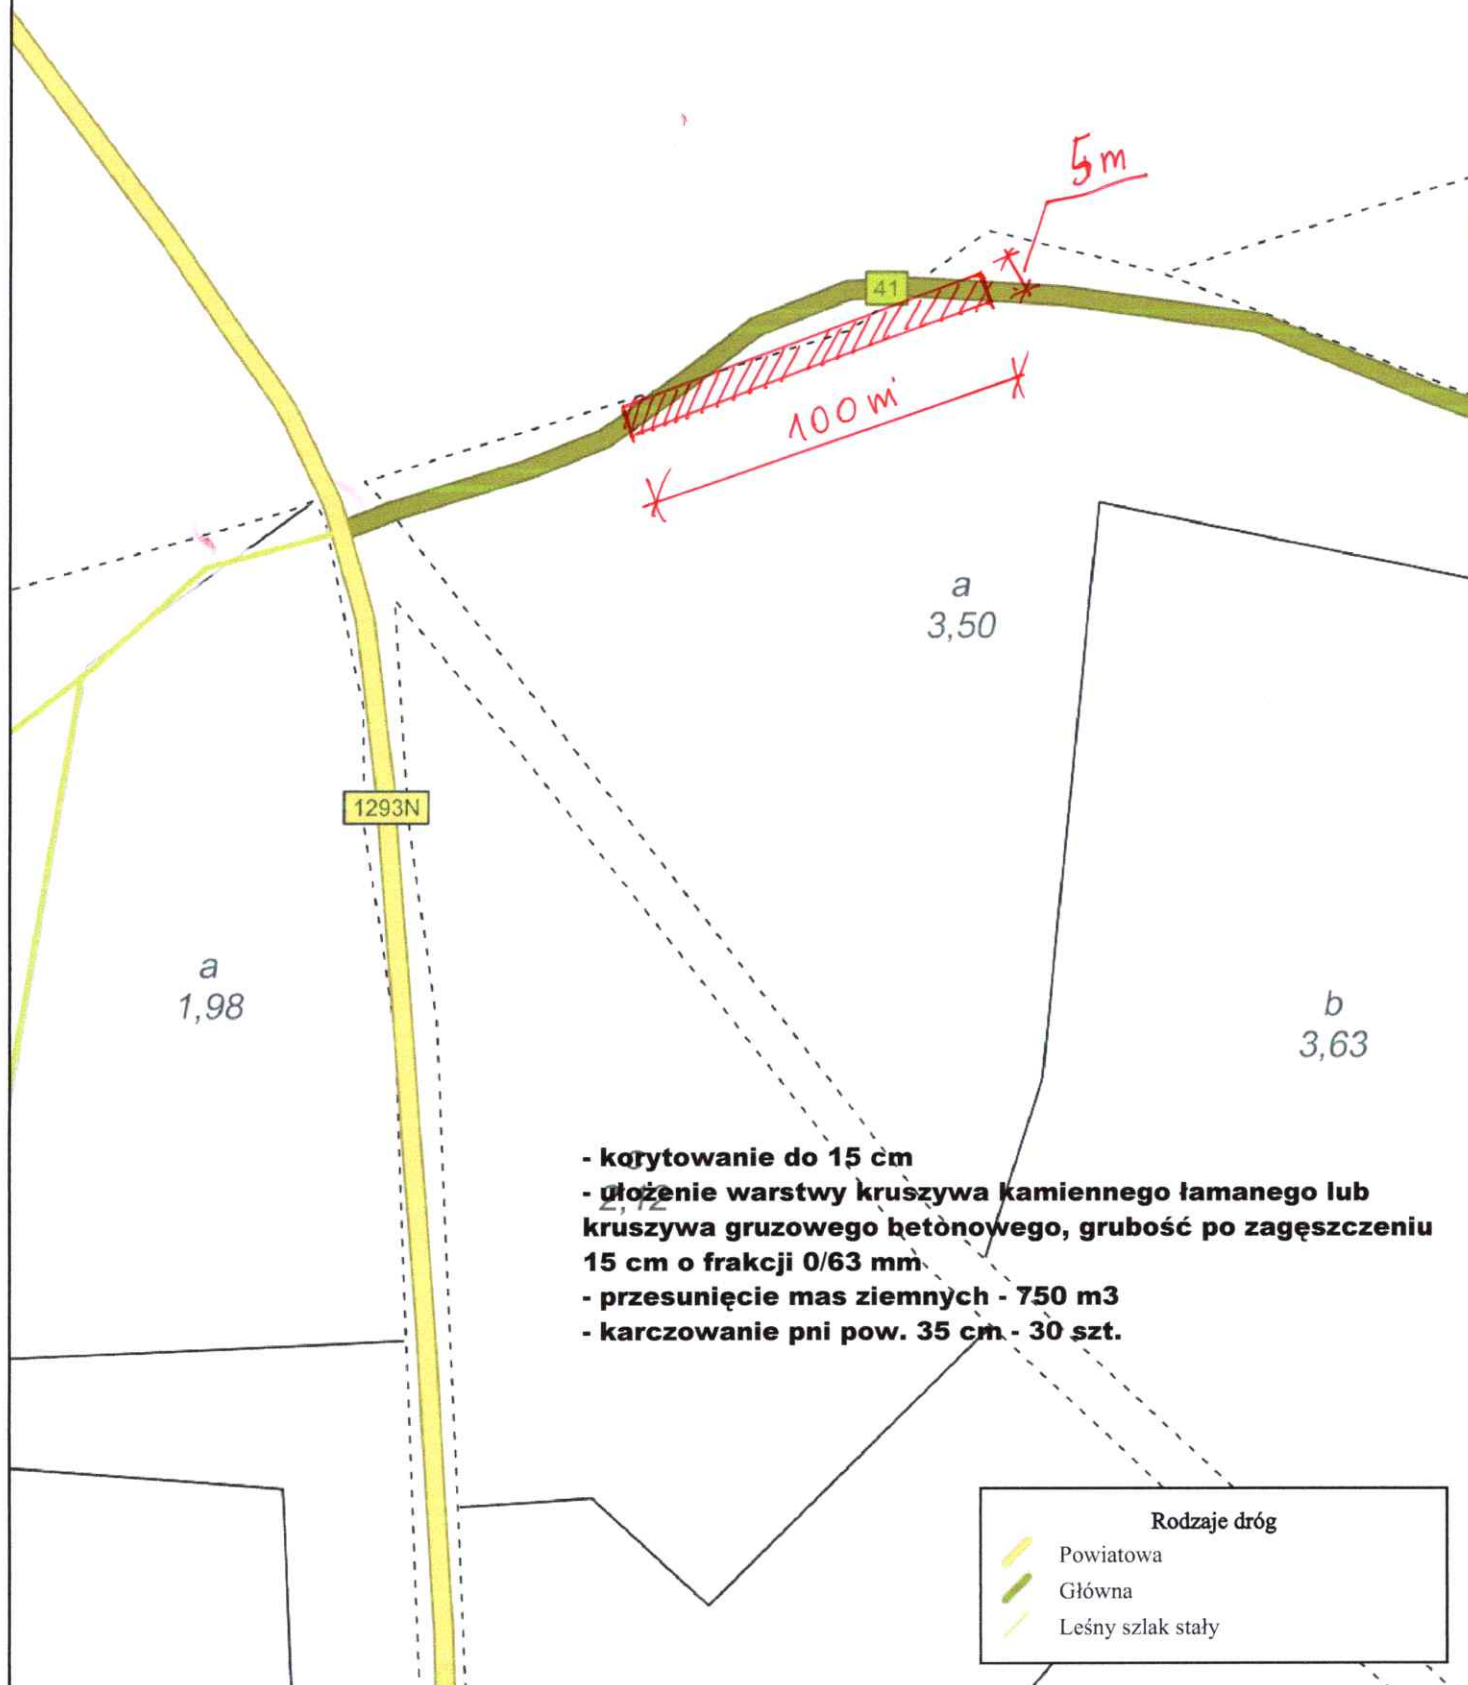 5m
41
100 m
a
3,50
1293N
a
1,98
b
3,63
- korytowanie do 15 cm
2,12
- ułożenie warstwy kruszywa kamiennego łamanego lub
kruszywa gruzowego betonowego, grubość po zagęszczeniu
15 cm o frakcji 0/63 mm
- przesunięcie mas ziemnych - 750 m3
- karczowanie pni pow. 35 cm - 30 szt.
Rodzaje dróg
Powiatowa
Główna
Leśny szlak stały